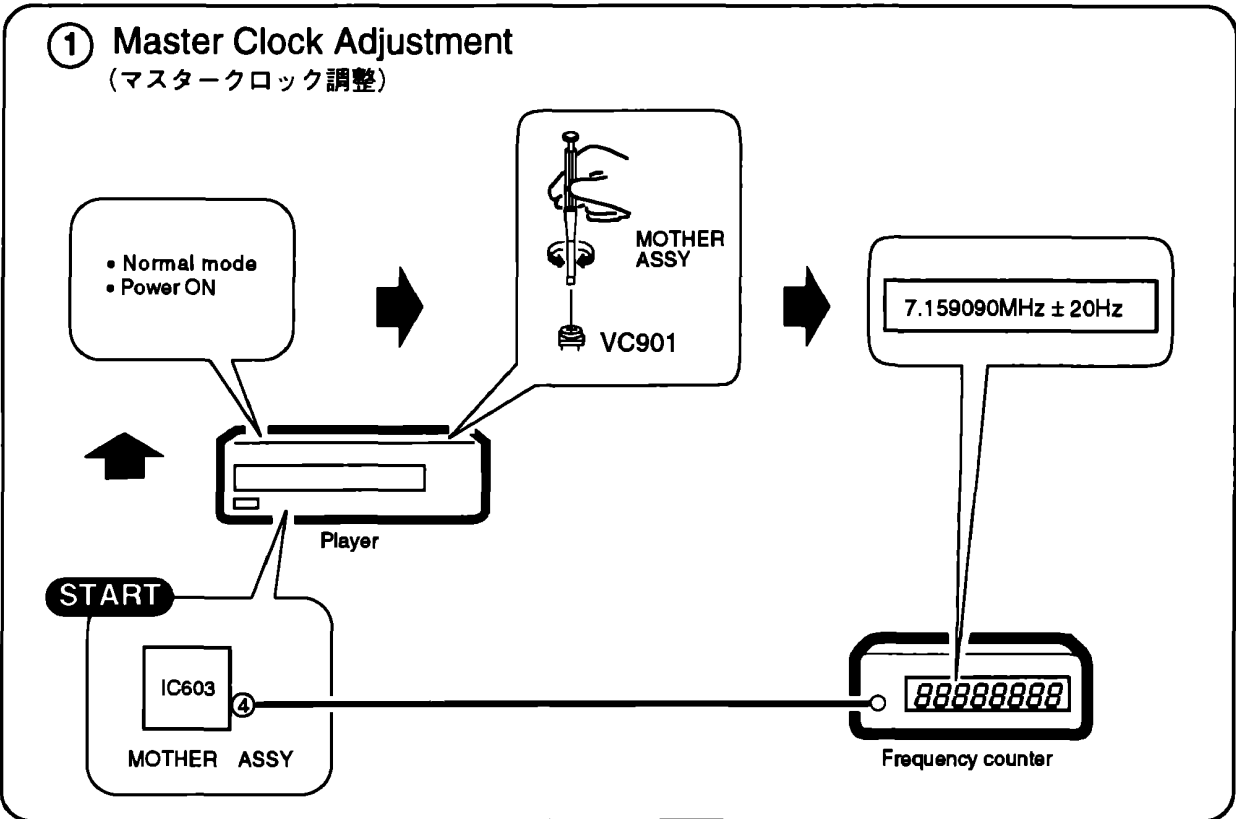 ① Master Clock Adjustment
(マスタークロック調整)
• Normal mode
• Power ON
MOTHER
ASSY
VC901
7.159090MHz ± 20Hz
Player
START
IC603
④
MOTHER ASSY
88888888
Frequency counter